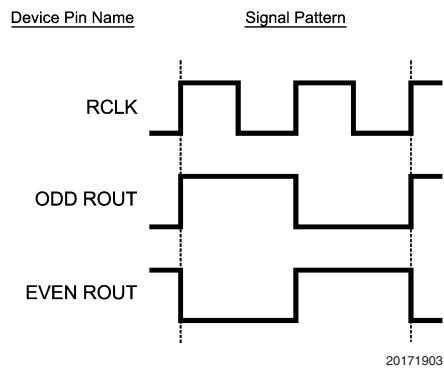 Device Pin Name Signal Pattern
RCLK
ODD ROUT
EVEN ROUT
20171903